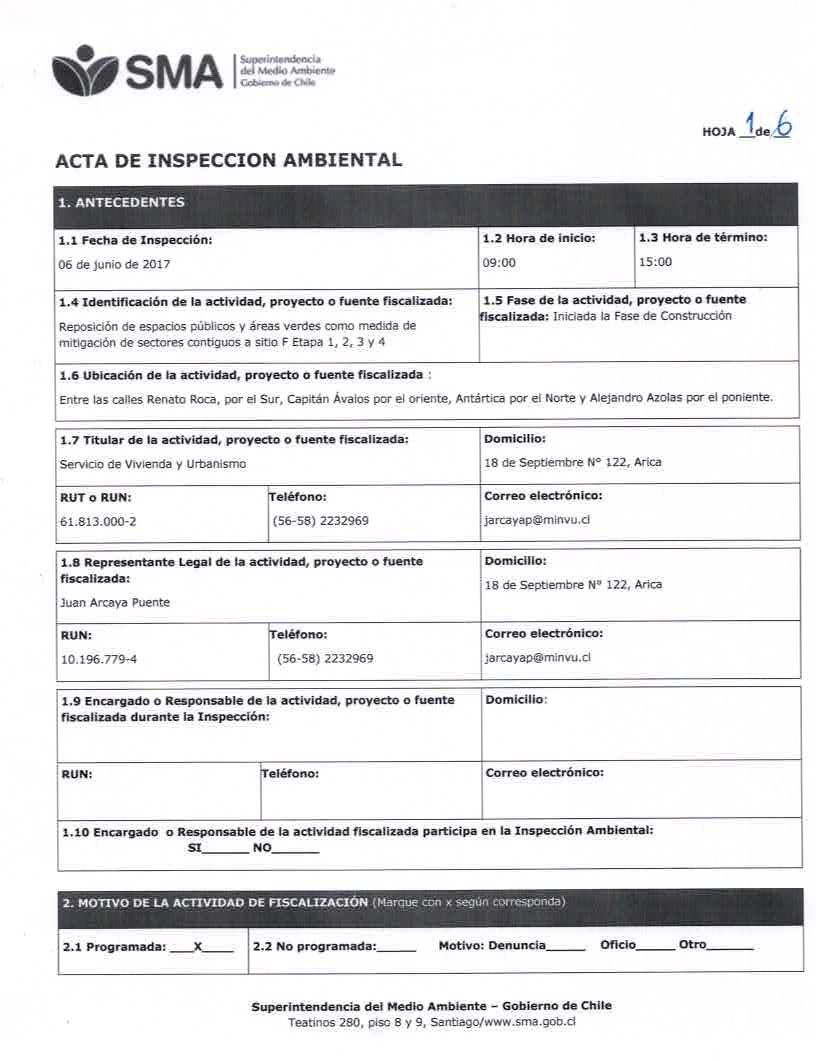 SMA
Superintendencia
del Medio Ambiente
Gobierno de Chile
HOJA 1 de 6
ACTA DE INSPECCION AMBIENTAL
1. ANTECEDENTES
1.1 Fecha de Inspección:
06 de junio de 2017
1.2 Hora de inicio:
09:00
1.3 Hora de término:
15:00
1.4 Identificación de la actividad, proyecto o fuente fiscalizada:
Reposición de espacios públicos y áreas verdes como medida de
mitigación de sectores contiguos a sitio F Etapa 1, 2, 3 y 4
1.5 Fase de la actividad, proyecto o fuente
fiscalizada: Iniciada la Fase de Construcción
1.6 Ubicación de la actividad, proyecto o fuente fiscalizada :
Entre las calles Renato Roca, por el Sur, Capitán Ávalos por el oriente, Antártica por el Norte y Alejandro Azolas por el poniente.
1.7 Titular de la actividad, proyecto o fuente fiscalizada:
Servicio de Vivienda y Urbanismo
Domicilio:
18 de Septiembre N° 122, Arica
RUT o RUN:
61.813.000-2
Teléfono:
(56-58) 2232969
Correo electrónico:
jarcayap@minvu.cl
1.8 Representante Legal de la actividad, proyecto o fuente
fiscalizada:
Juan Arcaya Puente
Domicilio:
18 de Septiembre N° 122, Arica
RUN:
10.196.779-4
Teléfono:
(56-58) 2232969
Correo electrónico:
jarcayap@minvu.cl
1.9 Encargado o Responsable de la actividad, proyecto o fuente
fiscalizada durante la Inspección:
Domicilio:
RUN:
Teléfono:
Correo electrónico:
1.10 Encargado o Responsable de la actividad fiscalizada participa en la Inspección Ambiental:
SI______ NO______
2. MOTIVO DE LA ACTIVIDAD DE FISCALIZACIÓN (Marque con x según corresponda)
2.1 Programada: ___X____
2.2 No programada:_____ Motivo: Denuncia_____ Oficio_____ Otro______
Superintendencia del Medio Ambiente – Gobierno de Chile
Teatinos 280, piso 8 y 9, Santiago/www.sma.gob.cl